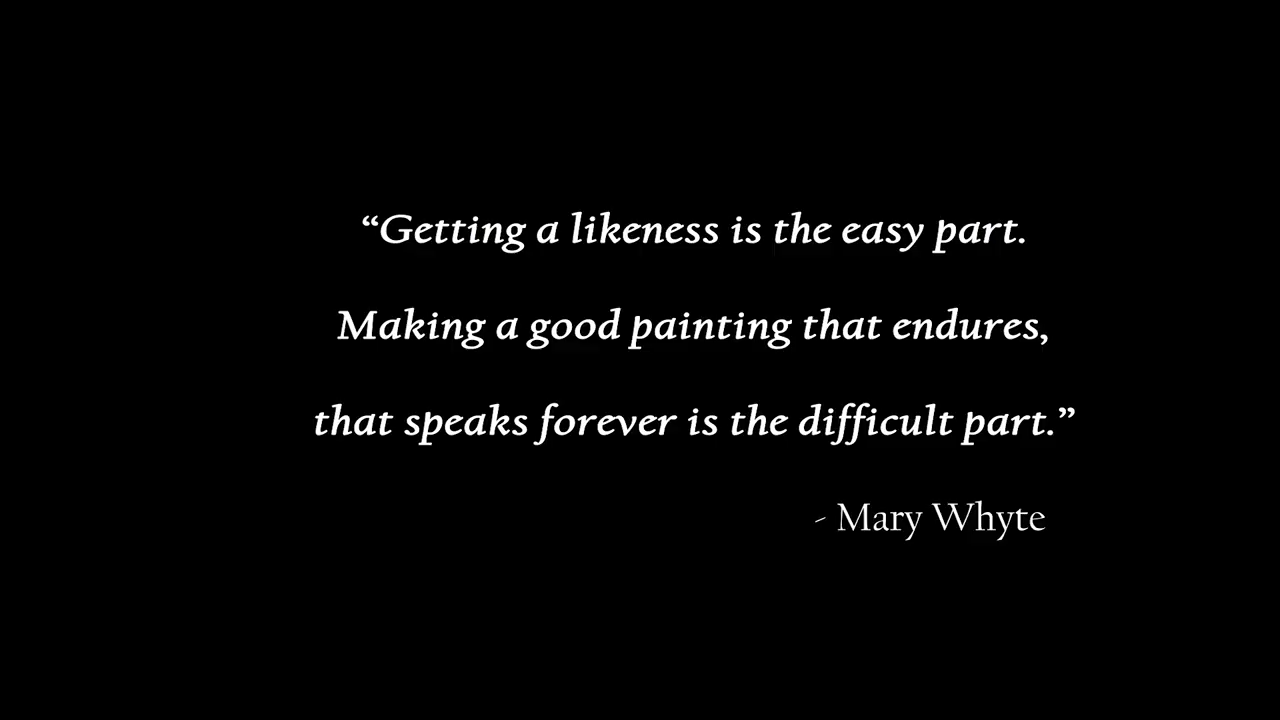 “Getting a likeness is the easy part.
Making a good painting that endures,
that speaks forever is the difficult part.”
- Mary Whyte